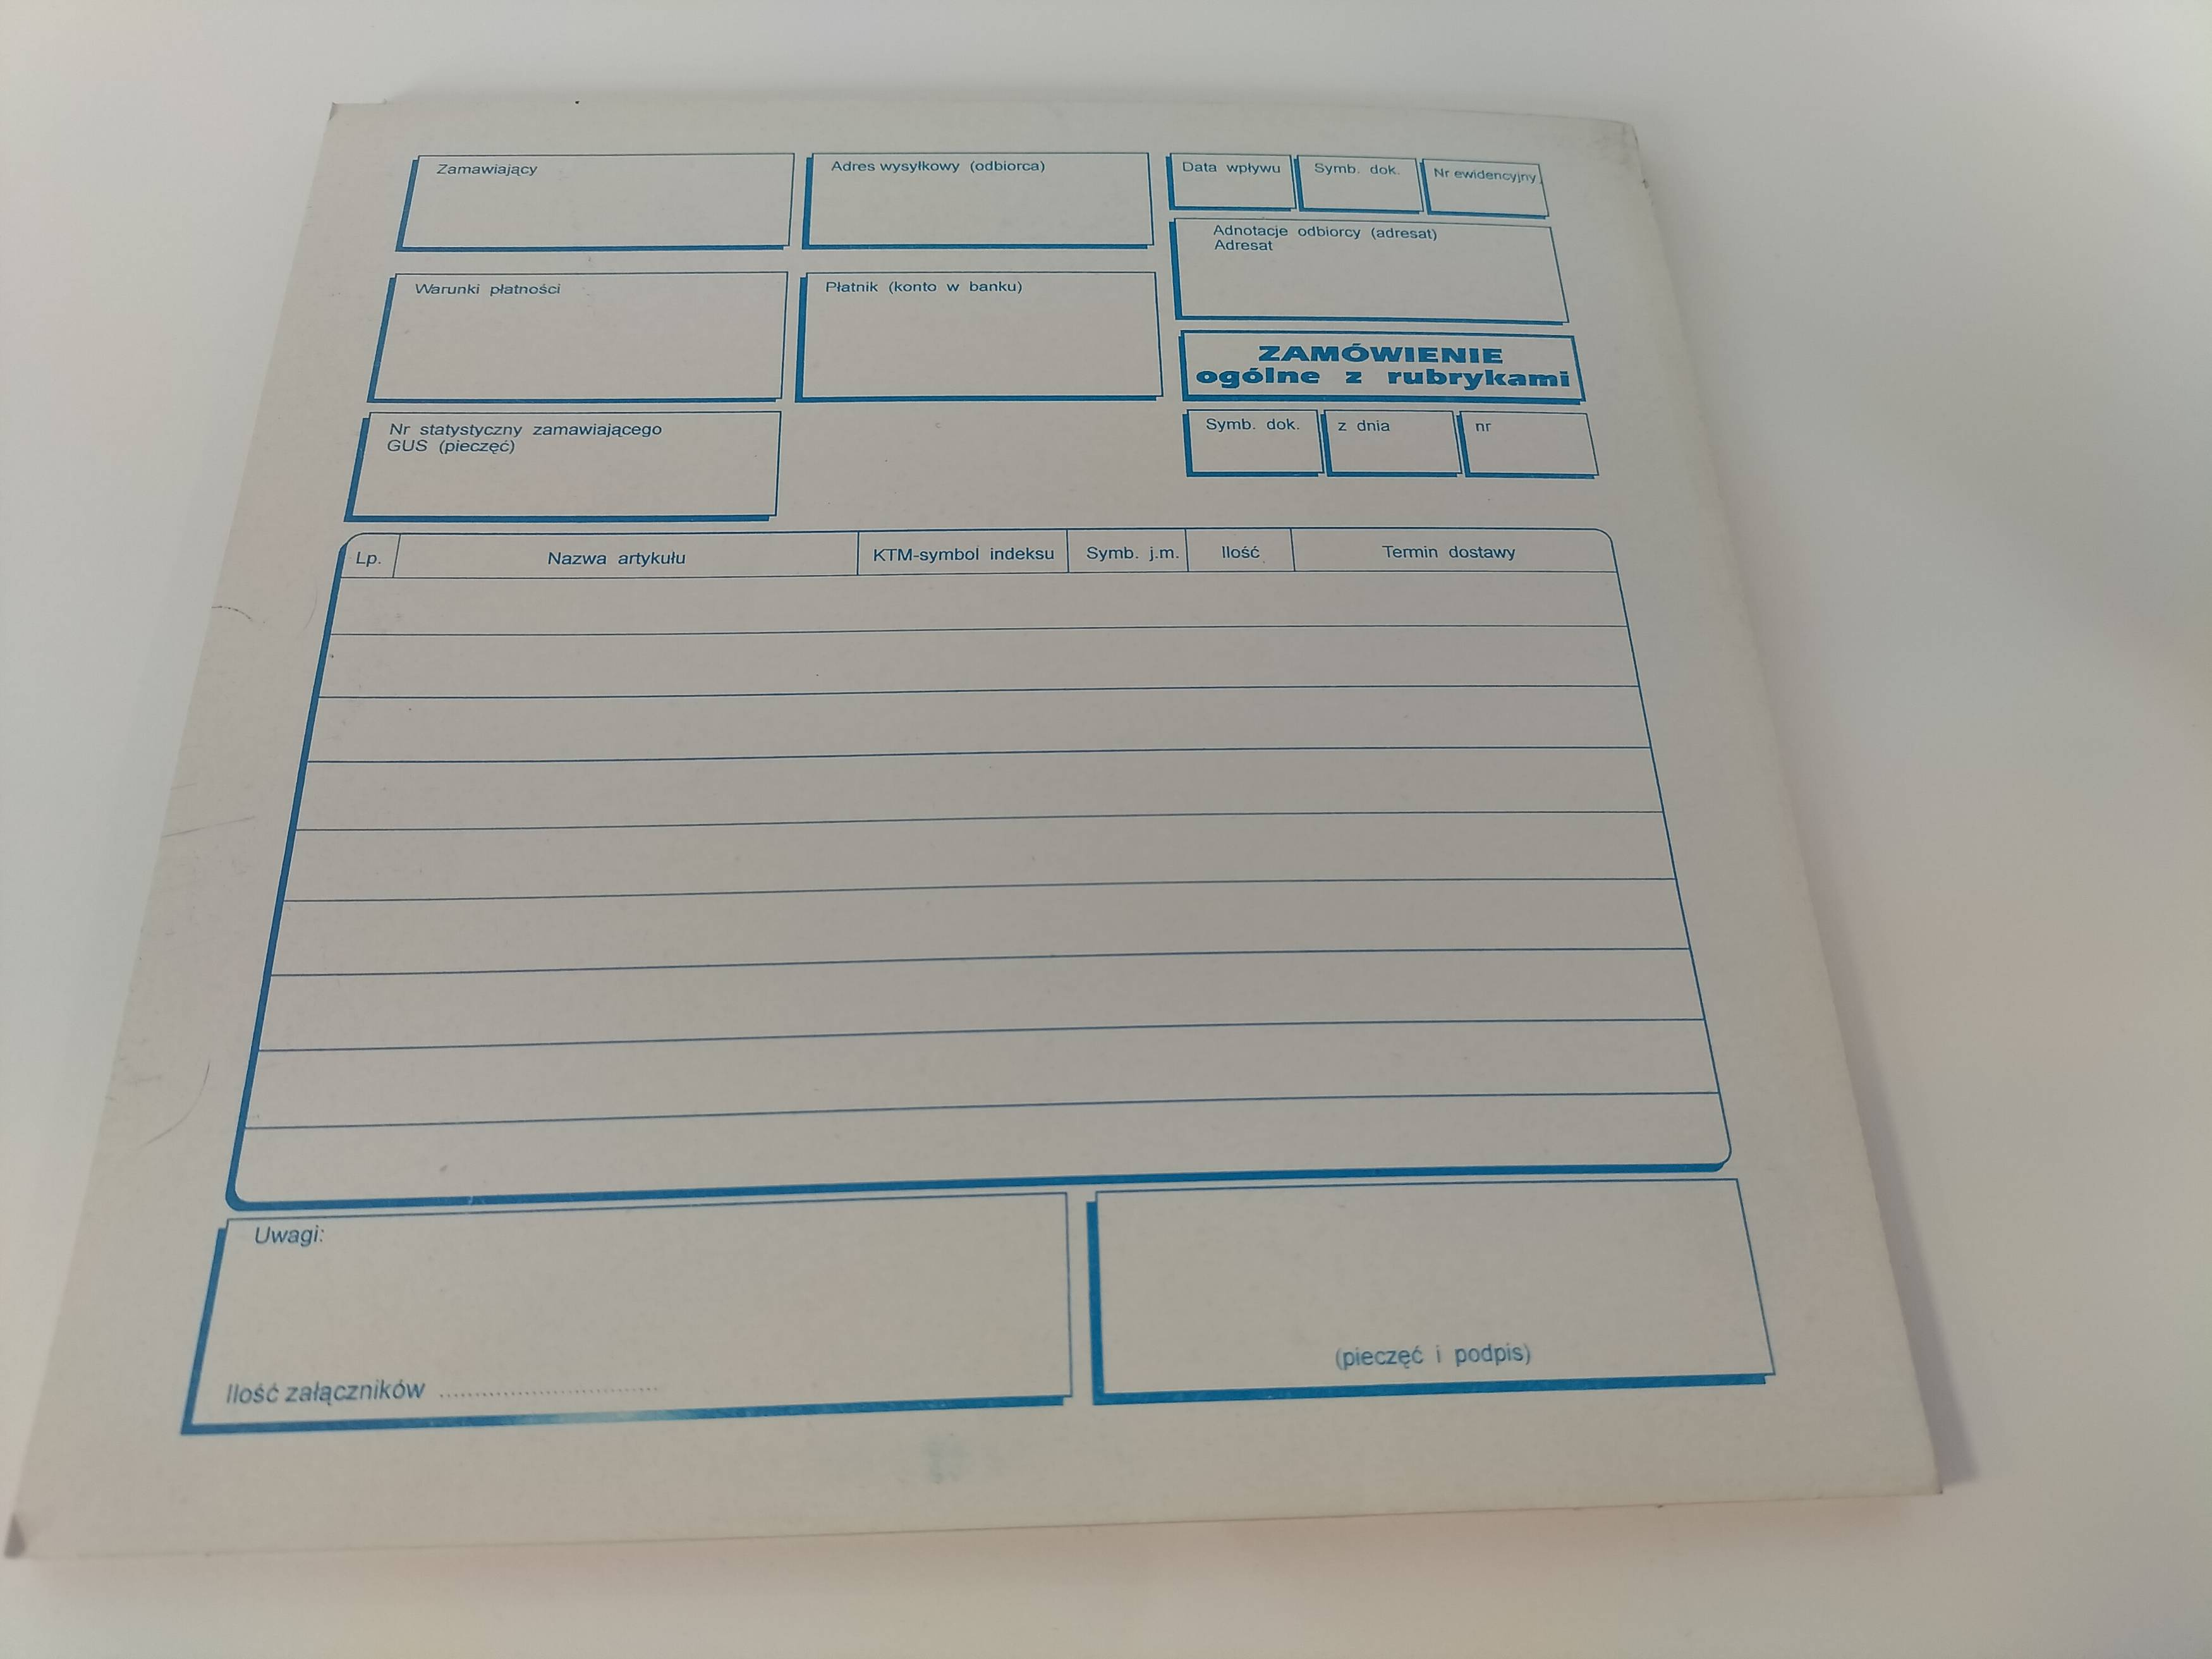 Zamawiający
Adres wysyłkowy (odbiorca)
Data wpływu
Symb. dok.
Nr ewidencyjny
Adnotacje odbiorcy (adresat)
Adresat
Warunki płatności
Płatnik (konto w banku)
ZAMÓWIENIE
ogólne z rubrykami
Nr statystyczny zamawiającego
GUS (pieczęć)
Symb. dok.
z dnia
nr
Lp.
Nazwa artykułu
KTM-symbol indeksu
Symb. j.m.
Ilość
Termin dostawy
Uwagi:
Ilość załączników ................................
(pieczęć i podpis)